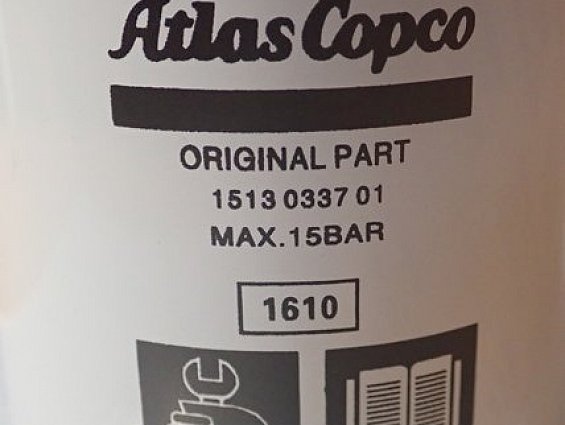 Atlas Copco
ORIGINAL PART
1513 0337 01
MAX.15BAR
1610